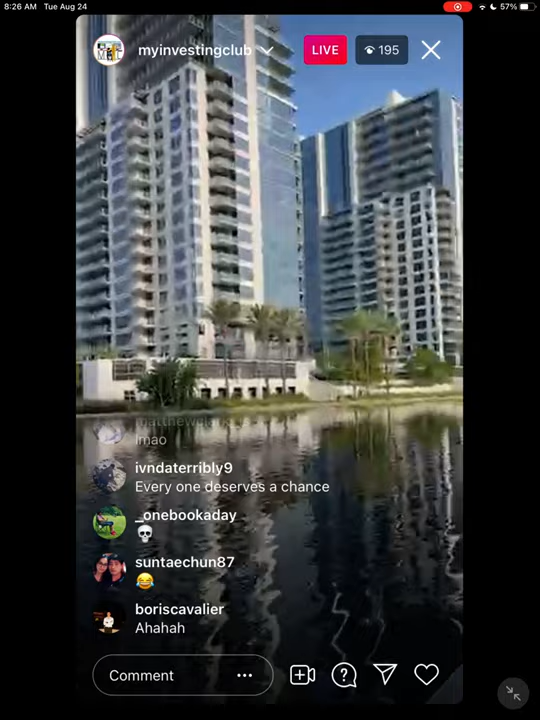 8:26 AM Tue Aug 24
57%
myinvestingclub
LIVE
195
lmao
ivndaterribly9
Every one deserves a chance
_onebookaday
💀
suntaechun87
😂
boriscavalier
Ahahah
Comment